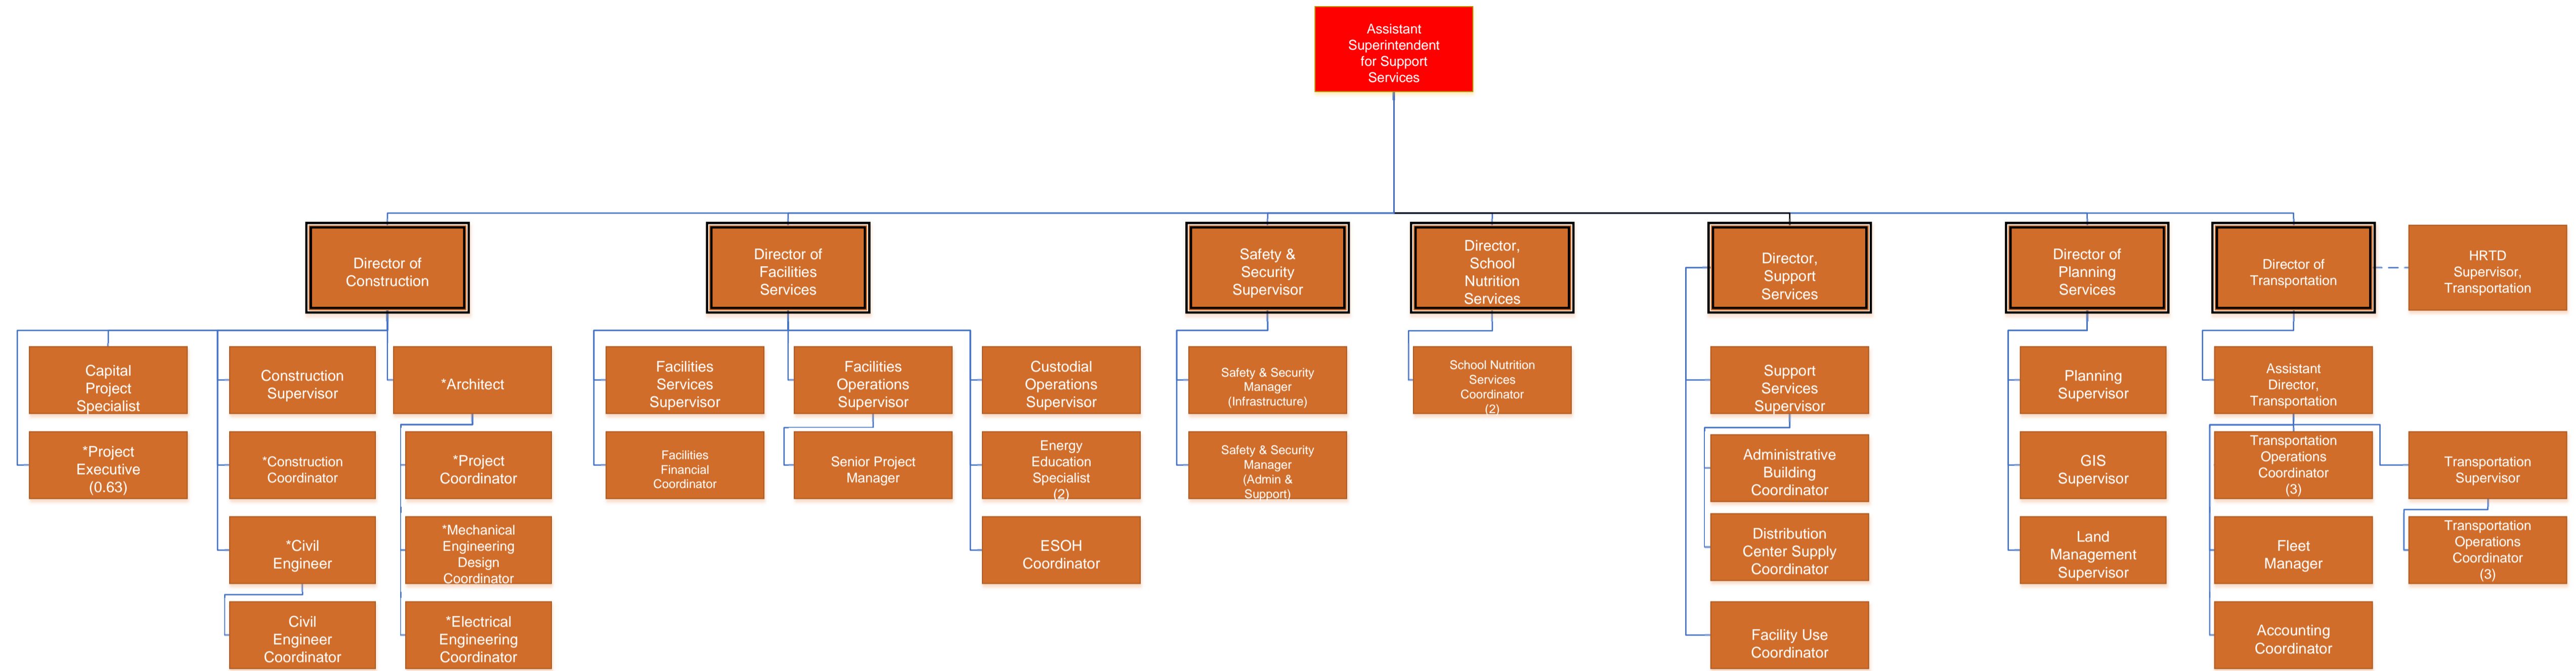 Assistant
Superintendent
for Support
Services
Director of
Construction
Director of
Facilities
Services
Safety &
Security
Supervisor
Director,
School
Nutrition
Services
Director,
Support
Services
Director of
Planning
Services
Director of
Transportation
HRTD
Supervisor,
Transportation
Capital
Project
Specialist
Construction
Supervisor
*Architect
Facilities
Services
Supervisor
Facilities
Operations
Supervisor
Custodial
Operations
Supervisor
Safety & Security
Manager
(Infrastructure)
School Nutrition
Services
Coordinator
(2)
Support
Services
Supervisor
Planning
Supervisor
Assistant
Director,
Transportation
*Project
Executive
(0.63)
*Construction
Coordinator
*Project
Coordinator
Facilities
Financial
Coordinator
Senior Project
Manager
Energy
Education
Specialist
(2)
Safety & Security
Manager
(Admin &
Support)
Administrative
Building
Coordinator
GIS
Supervisor
Transportation
Operations
Coordinator
(3)
Transportation
Supervisor
*Civil
Engineer
*Mechanical
Engineering
Design
Coordinator
ESOH
Coordinator
Distribution
Center Supply
Coordinator
Land
Management
Supervisor
Fleet
Manager
Transportation
Operations
Coordinator
(3)
Civil
Engineer
Coordinator
*Electrical
Engineering
Coordinator
Facility Use
Coordinator
Accounting
Coordinator